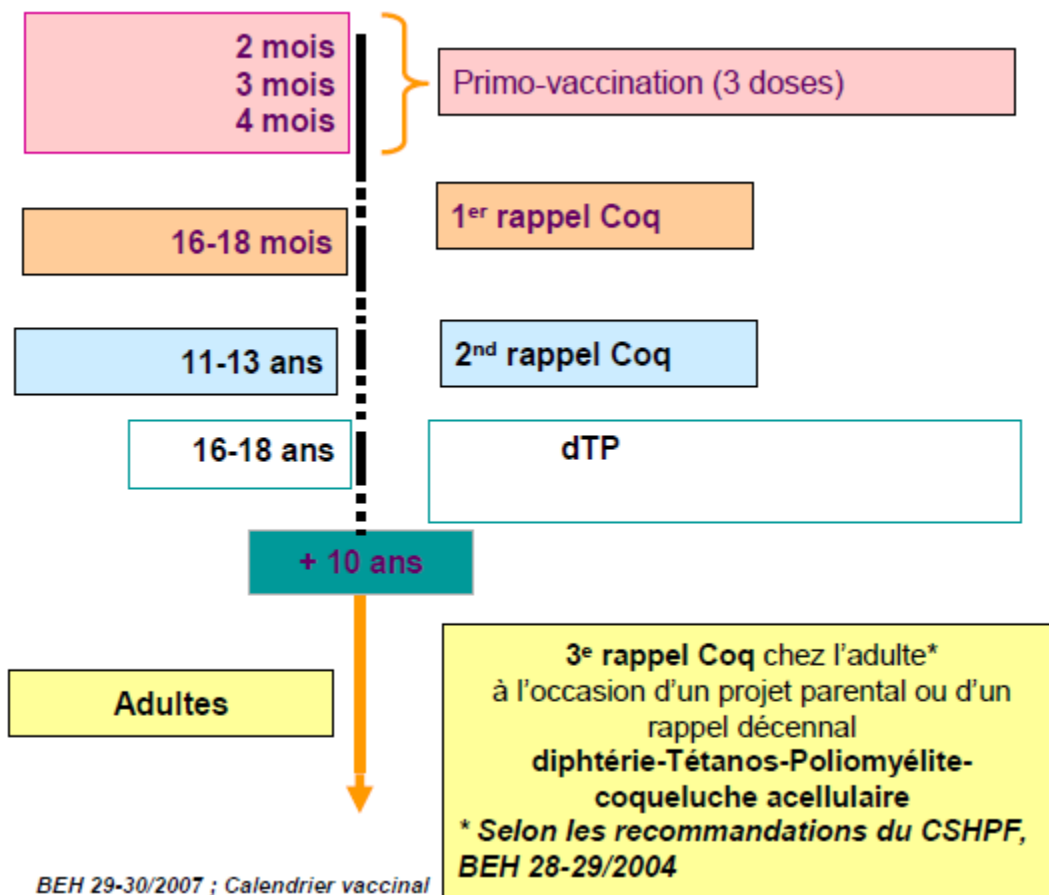 2 mois
3 mois
4 mois
Primo-vaccination (3 doses)
16-18 mois
1er rappel Coq
11-13 ans
2nd rappel Coq
16-18 ans
dTP
+ 10 ans
Adultes
3e rappel Coq chez l’adulte*
à l’occasion d’un projet parental ou d’un
rappel décennal
diphtérie-Tétanos-Poliomyélite-
coqueluche acellulaire
* Selon les recommandations du CSHPF,
BEH 28-29/2004
BEH 29-30/2007 ; Calendrier vaccinal